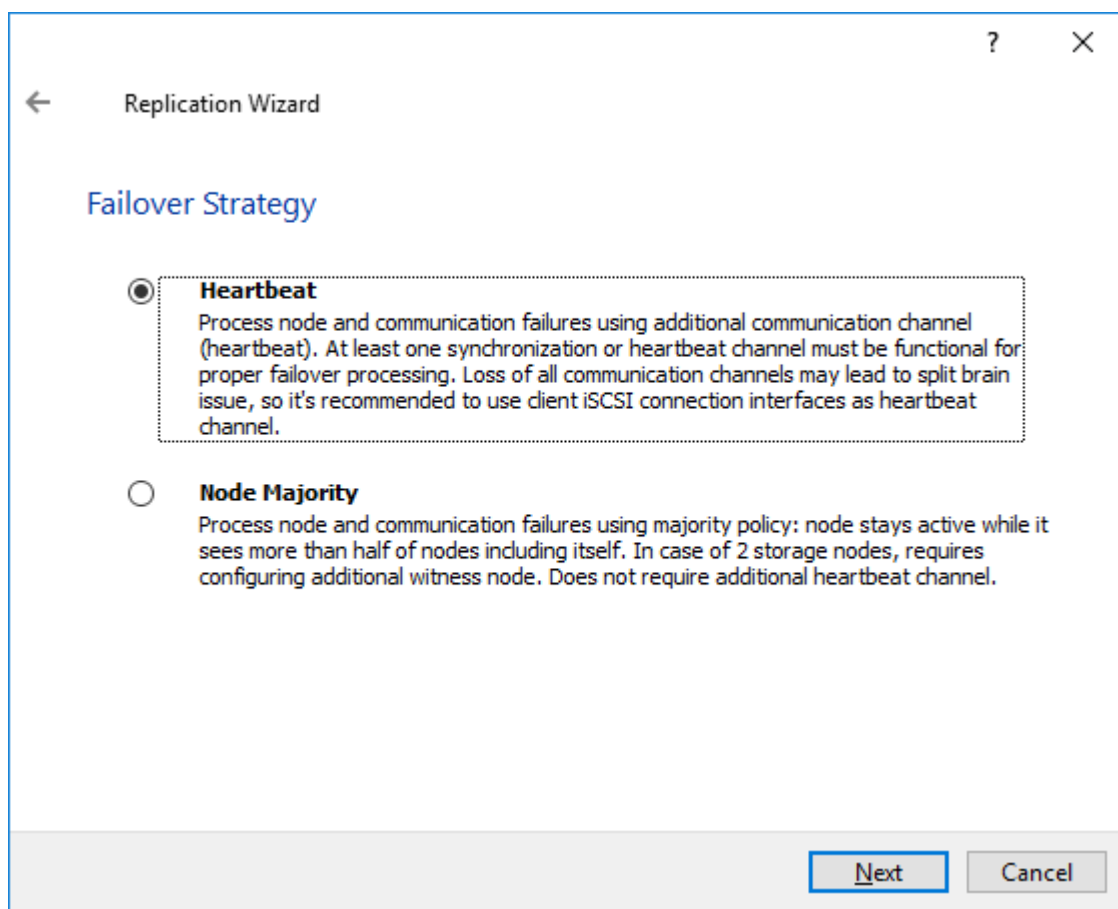 ?
Replication Wizard
Failover Strategy
Heartbeat
Process node and communication failures using additional communication channel
(heartbeat). At least one synchronization or heartbeat channel must be functional for
proper failover processing. Loss of all communication channels may lead to split brain
issue, so it's recommended to use client iSCSI connection interfaces as heartbeat
channel.
Node Majority
Process node and communication failures using majority policy: node stays active while it
sees more than half of nodes including itself. In case of 2 storage nodes, requires
configuring additional witness node. Does not require additional heartbeat channel.
Next Cancel